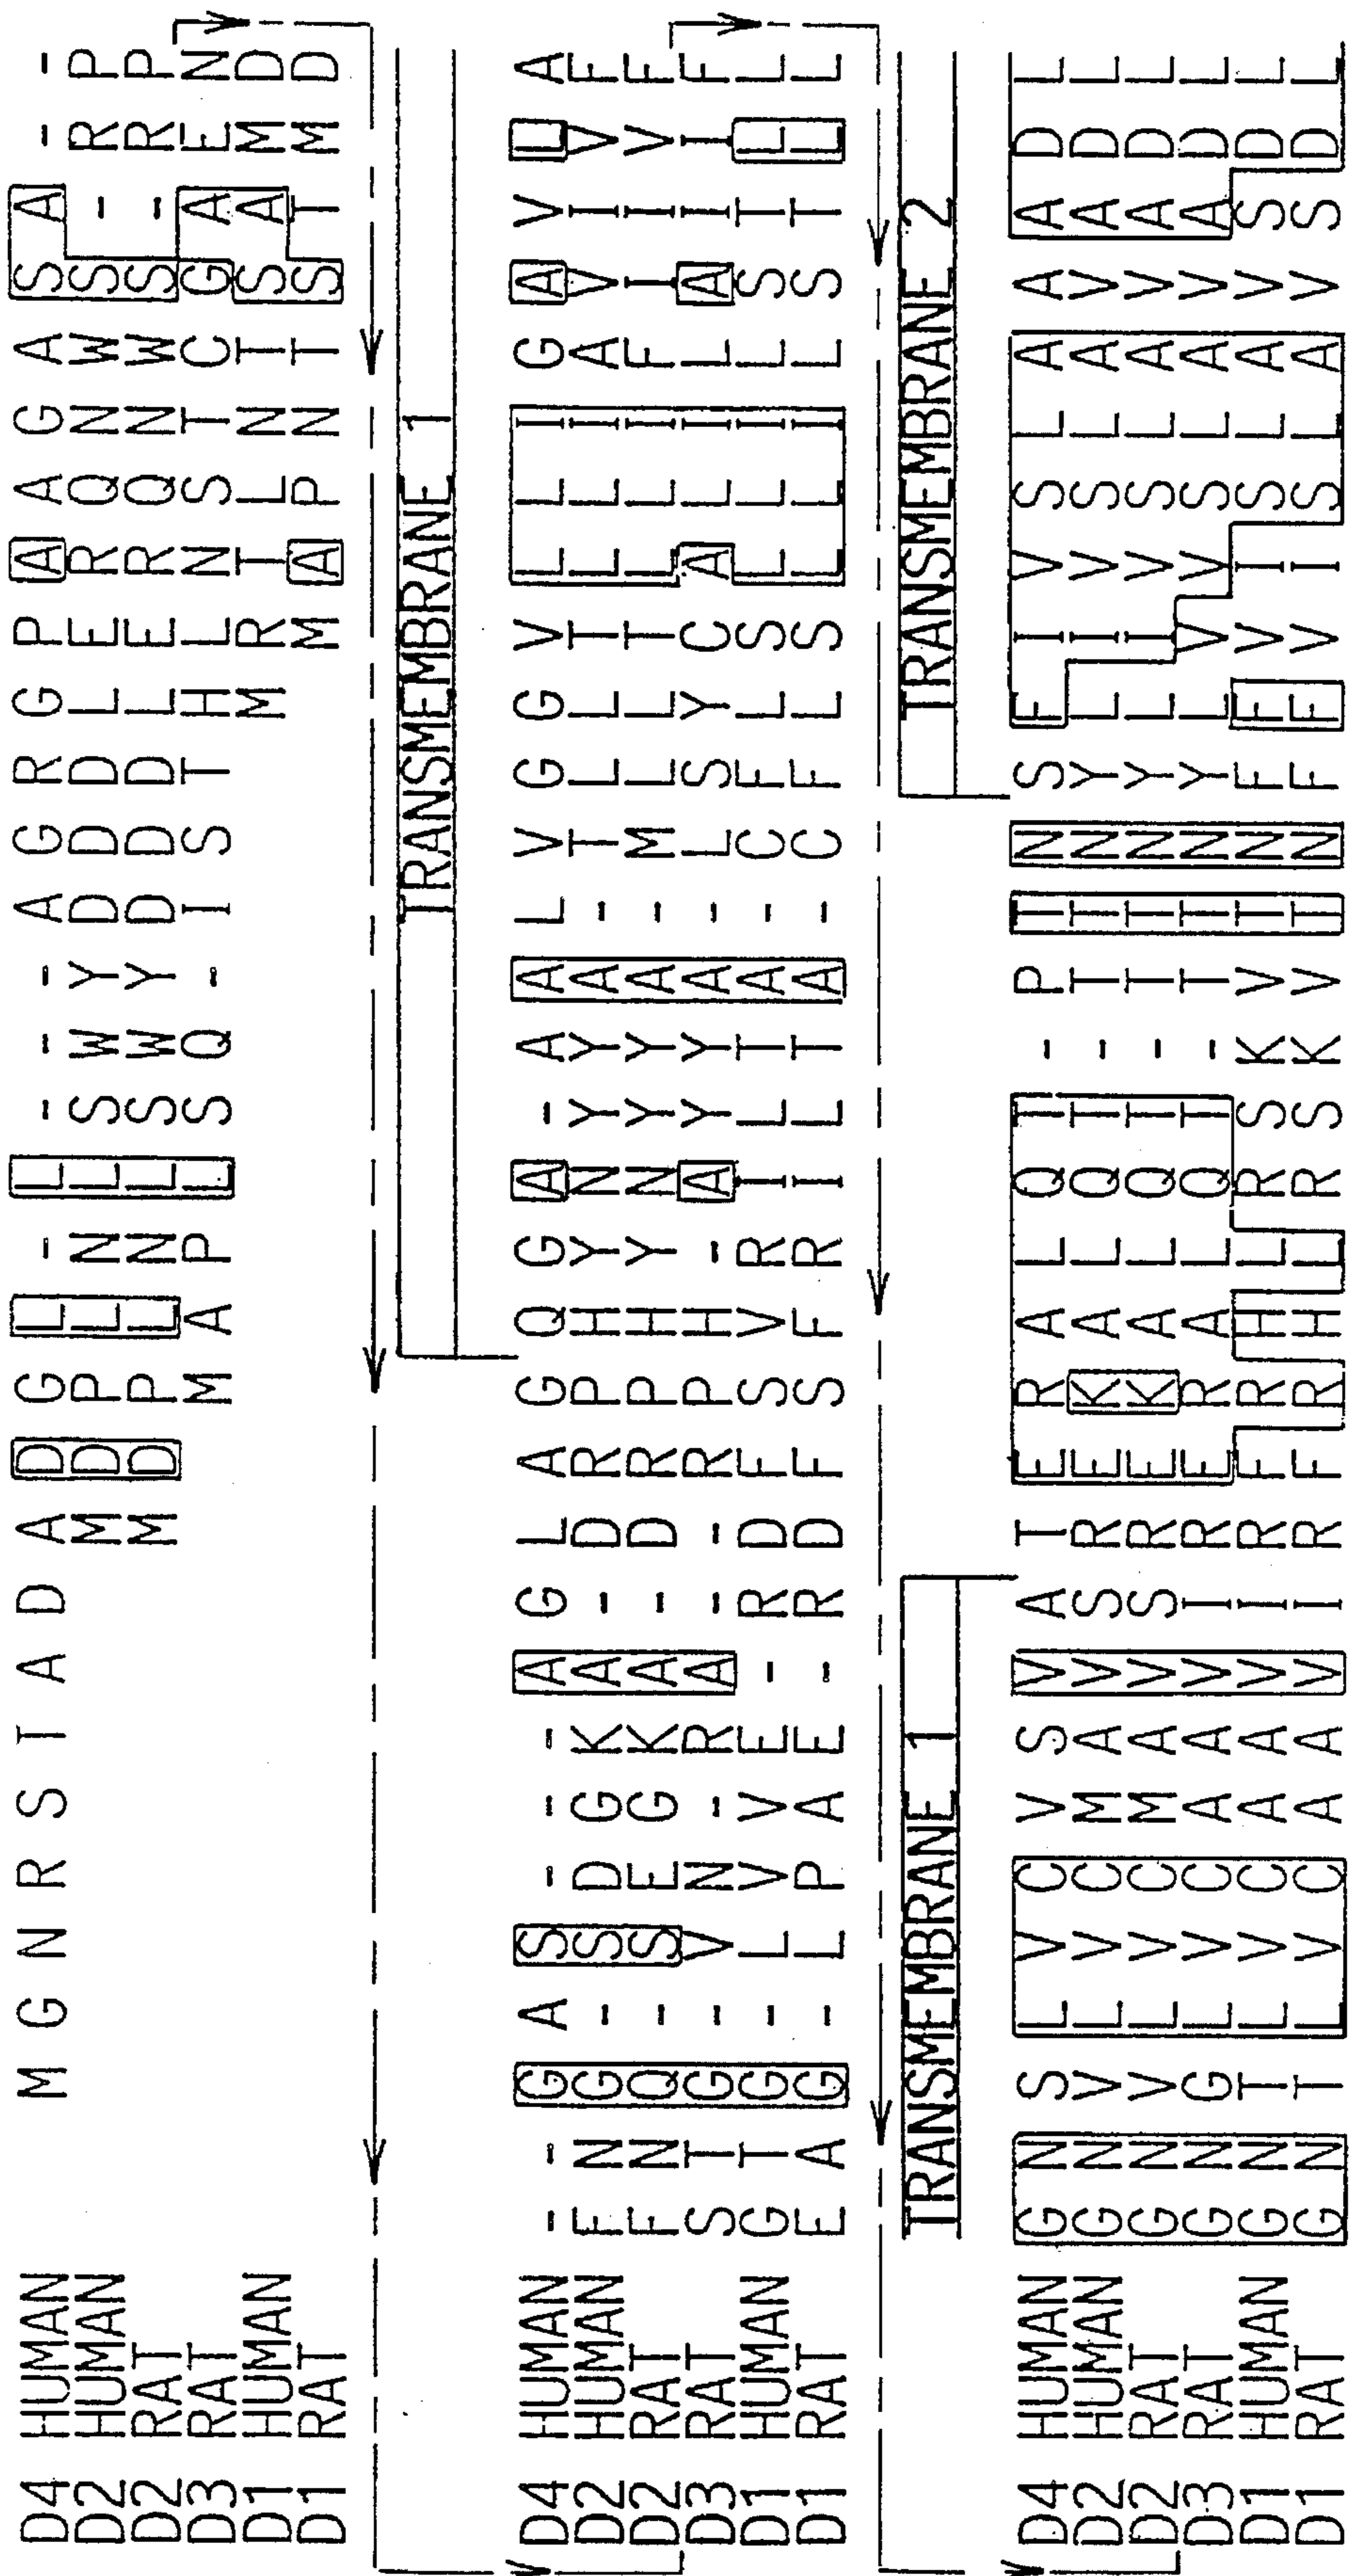 D4 HUMAN M G N R S T A D A D G L - L - - - A G R G P A A G A S A - -
D2 HUMAN M D P L N L S W Y D D D L E R Q N W S - R P
D2 RAT M D P L N L S W Y D D D L E R Q N W S - R P
D3 RAT M A P L S Q - I S T H L N S T C G A E N
D1 HUMAN M R T L N T S A M D
D1 RAT M A P N T S T M D
TRANSMEMBRANE 1
D4 HUMAN - - G A S - - - A G L A G Q G A - A A L V G G V L L I G A V L A
D2 HUMAN F N G - S D G K A - D R P H Y N Y Y A - T L L T L L I A V I V F
D2 RAT F N Q - S E G K A - D R P H Y N Y Y A - M L L T L L I F I I V F
D3 RAT S T G - V N - R A - - R P H - A Y Y A - L S Y C A L I L A I I F
D1 HUMAN G T G - L V V E - R D F S V R I L T A - C F L S L L I L S T L L
D1 RAT E A G - L P A E - R D F S F R I L T A - C F L S L L I L S T L L
TRANSMEMBRANE 1 TRANSMEMBRANE 2
D4 HUMAN G N S L V C V S V A T E R A L Q T - P T N S F I V S L A A A D L
D2 HUMAN G N V L V C M A V S R E K A L Q T - T T N Y L I V S L A V A D L
D2 RAT G N V L V C M A V S R E K A L Q T - T T N Y L I V S L A V A D L
D3 RAT G N G L V C A A V I R E R A L Q T - T T N Y L V V S L A V A D L
D1 HUMAN G N T L V C A A V I R F R H L R S K V T N F F V I S L A V S D L
D1 RAT G N T L V C A A V I R F R H L R S K V T N F F V I S L A V S D L